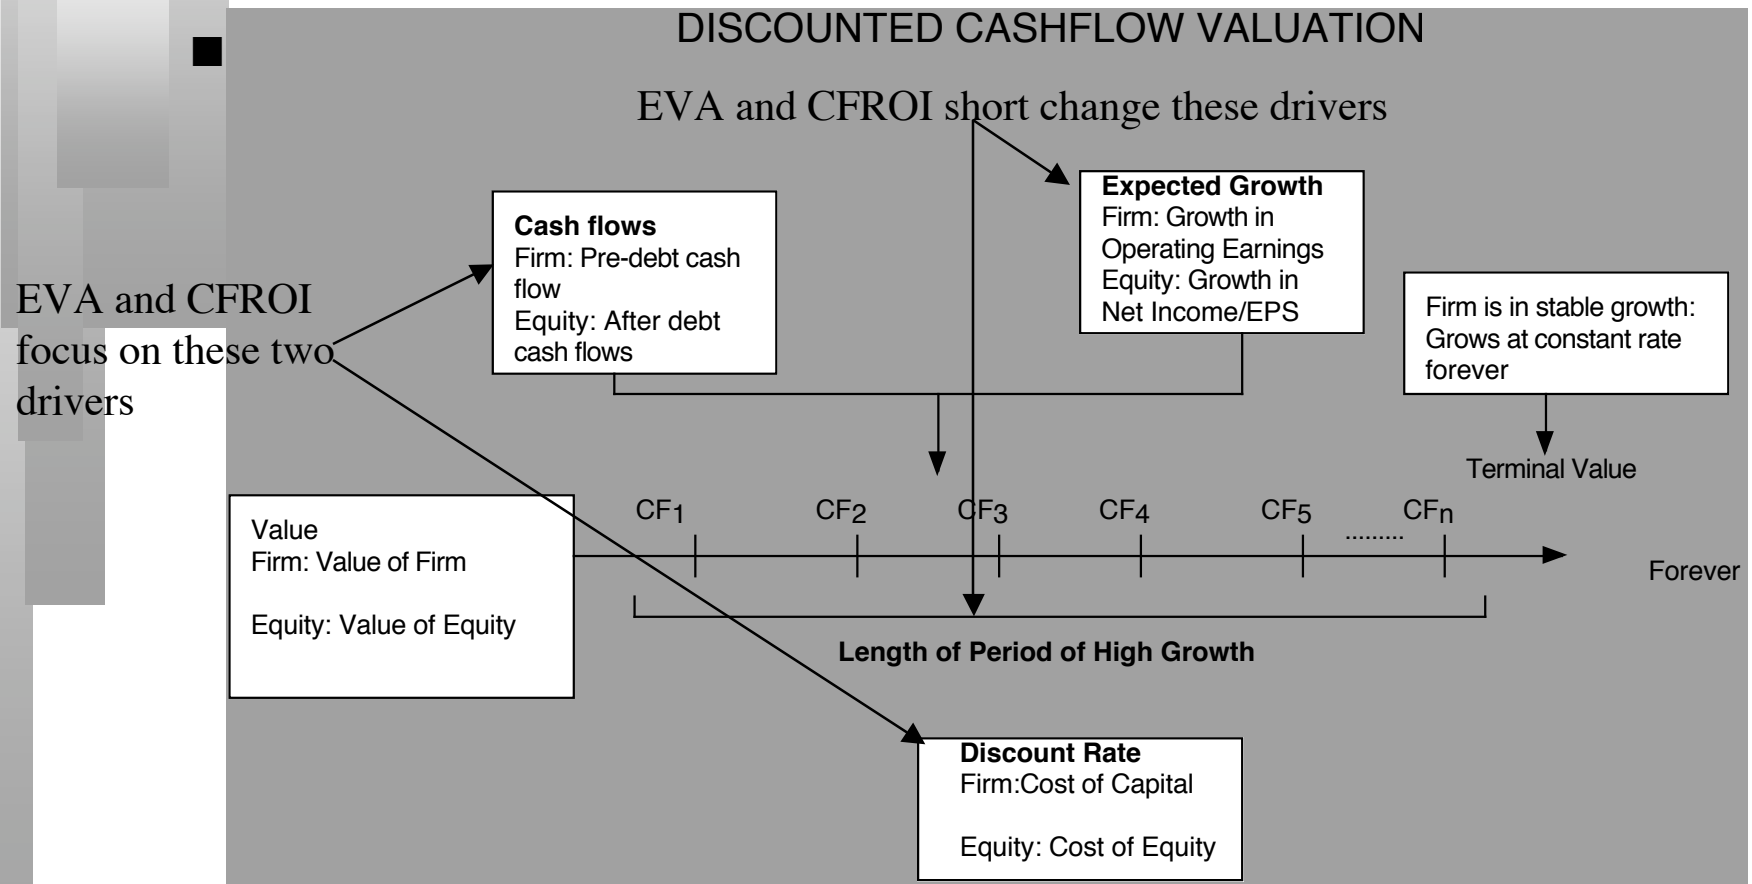 DISCOUNTED CASHFLOW VALUATION
EVA and CFROI short change these drivers
Cash flows
Firm: Pre-debt cash
flow
Equity: After debt
cash flows
Expected Growth
Firm: Growth in
Operating Earnings
Equity: Growth in
Net Income/EPS
EVA and CFROI
focus on these two
drivers
Firm is in stable growth:
Grows at constant rate
forever
Terminal Value
CF1 CF2 CF3 CF4 CF5 CFn
.........
Forever
Value
Firm: Value of Firm
Equity: Value of Equity
Length of Period of High Growth
Discount Rate
Firm:Cost of Capital
Equity: Cost of Equity